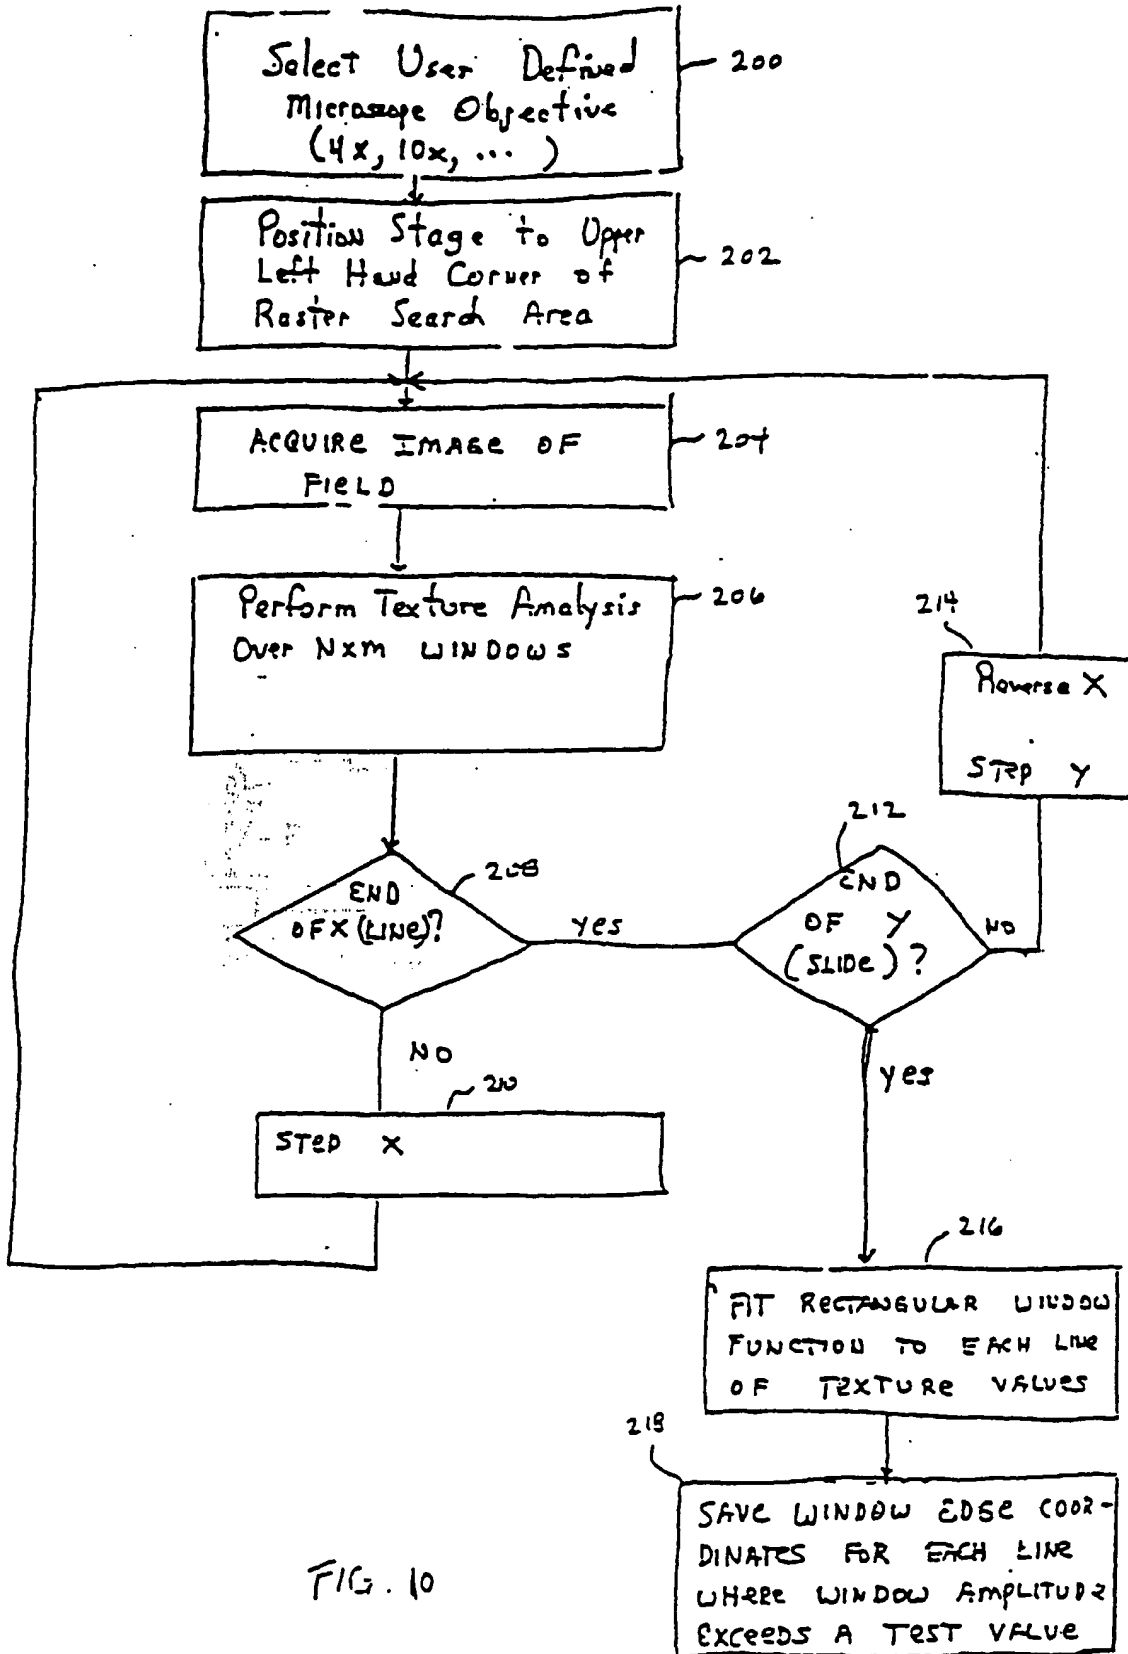 Select User Defined
Microscope Objective
(4x, 10x, ... )
200
Position Stage to Upper
Left Hand Corner of
Raster Search Area
202
ACQUIRE IMAGE OF
FIELD
204
Perform Texture Analysis
Over NxM WINDOWS
206
214
Reverse X
STEP Y
208
END
OF X (LINE)?
YES
212
END
OF Y
(SLIDE)?
NO
NO
YES
210
STEP X
216
FIT RECTANGULAR WINDOW
FUNCTION TO EACH LINE
OF TEXTURE VALUES
218
SAVE WINDOW EDGE COOR-
DINATES FOR EACH LINE
WHERE WINDOW AMPLITUDE
EXCEEDS A TEST VALUE
FIG. 10